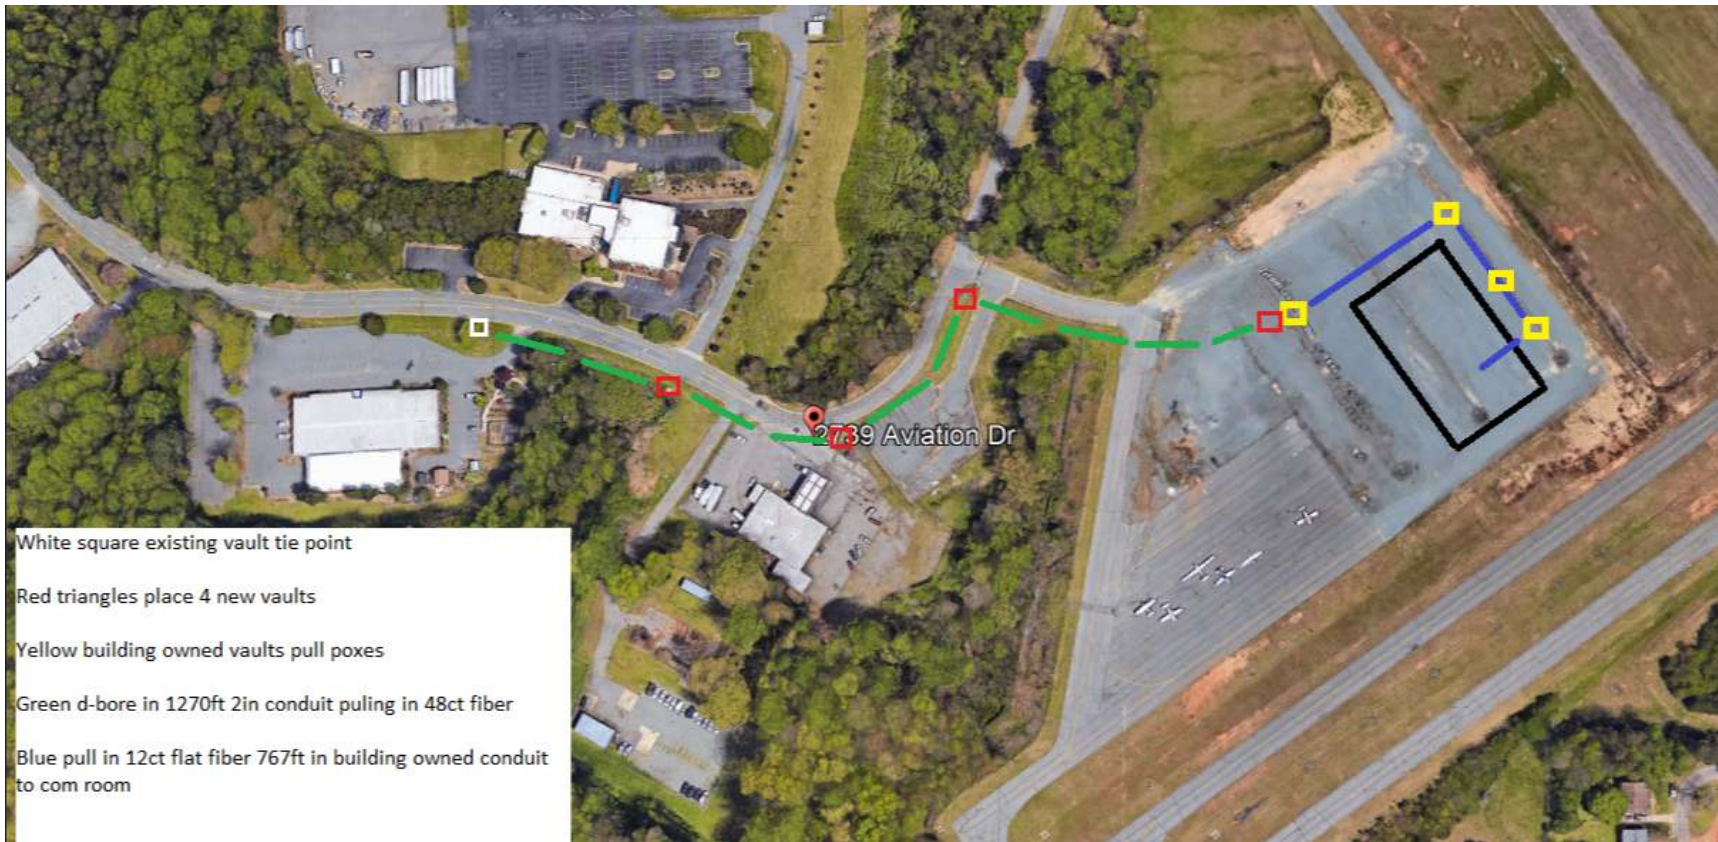 2789 Aviation Dr
White square existing vault tie point
Red triangles place 4 new vaults
Yellow building owned vaults pull poxes
Green d-bore in 1270ft 2in conduit puling in 48ct fiber
Blue pull in 12ct flat fiber 767ft in building owned conduit
to com room